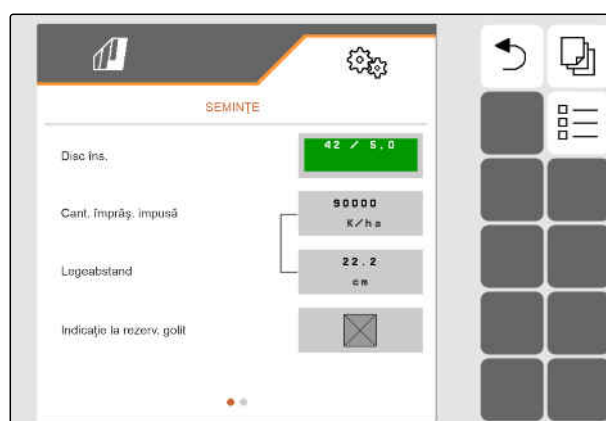 SEMINȚE
Disc îns.
42 / 5,0
Cant. împrăș. impusă
90000
K/ha
Legeabstand
22.2
cm
Indicație la rezerv. golit